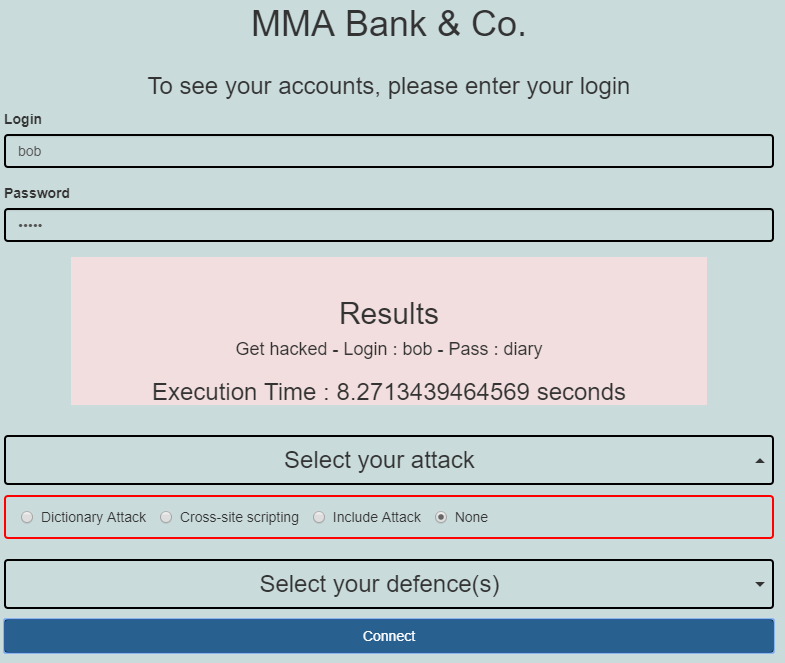 MMA Bank & Co.
To see your accounts, please enter your login
Login
bob
Password
•••••
Results
Get hacked - Login : bob - Pass : diary
Execution Time : 8.2713439464569 seconds
Select your attack
Dictionary Attack Cross-site scripting Include Attack None
Select your defence(s)
Connect